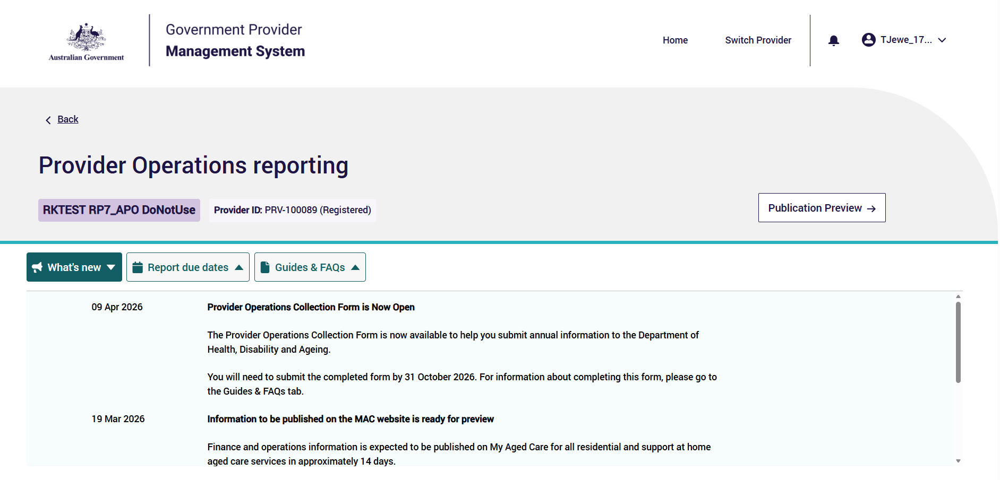 Australian Government
Government Provider
Management System
Home
Switch Provider
TJewe_17...
Back
Provider Operations reporting
RKTEST RP7_APO DoNotUse
Provider ID: PRV-100089 (Registered)
Publication Preview →
What's new
Report due dates
Guides & FAQs
09 Apr 2026
Provider Operations Collection Form is Now Open
The Provider Operations Collection Form is now available to help you submit annual information to the Department of
Health, Disability and Ageing.
You will need to submit the completed form by 31 October 2026. For information about completing this form, please go to
the Guides & FAQs tab.
19 Mar 2026
Information to be published on the MAC website is ready for preview
Finance and operations information is expected to be published on My Aged Care for all residential and support at home
aged care services in approximately 14 days.